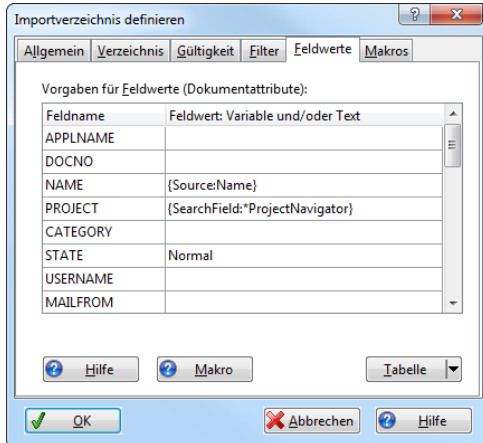 Importverzeichnis definieren
Allgemein Verzeichnis Gültigkeit Filter Feldwerte Makros
Vorgaben für Feldwerte (Dokumentattribute):
Feldname Feldwert: Variable und/oder Text
APPLNAME
DOCNO
NAME {Source:Name}
PROJECT {SearchField:*ProjectNavigator}
CATEGORY
STATE Normal
USERNAME
MAILFROM
Hilfe Makro Tabelle
OK Abbrechen Hilfe